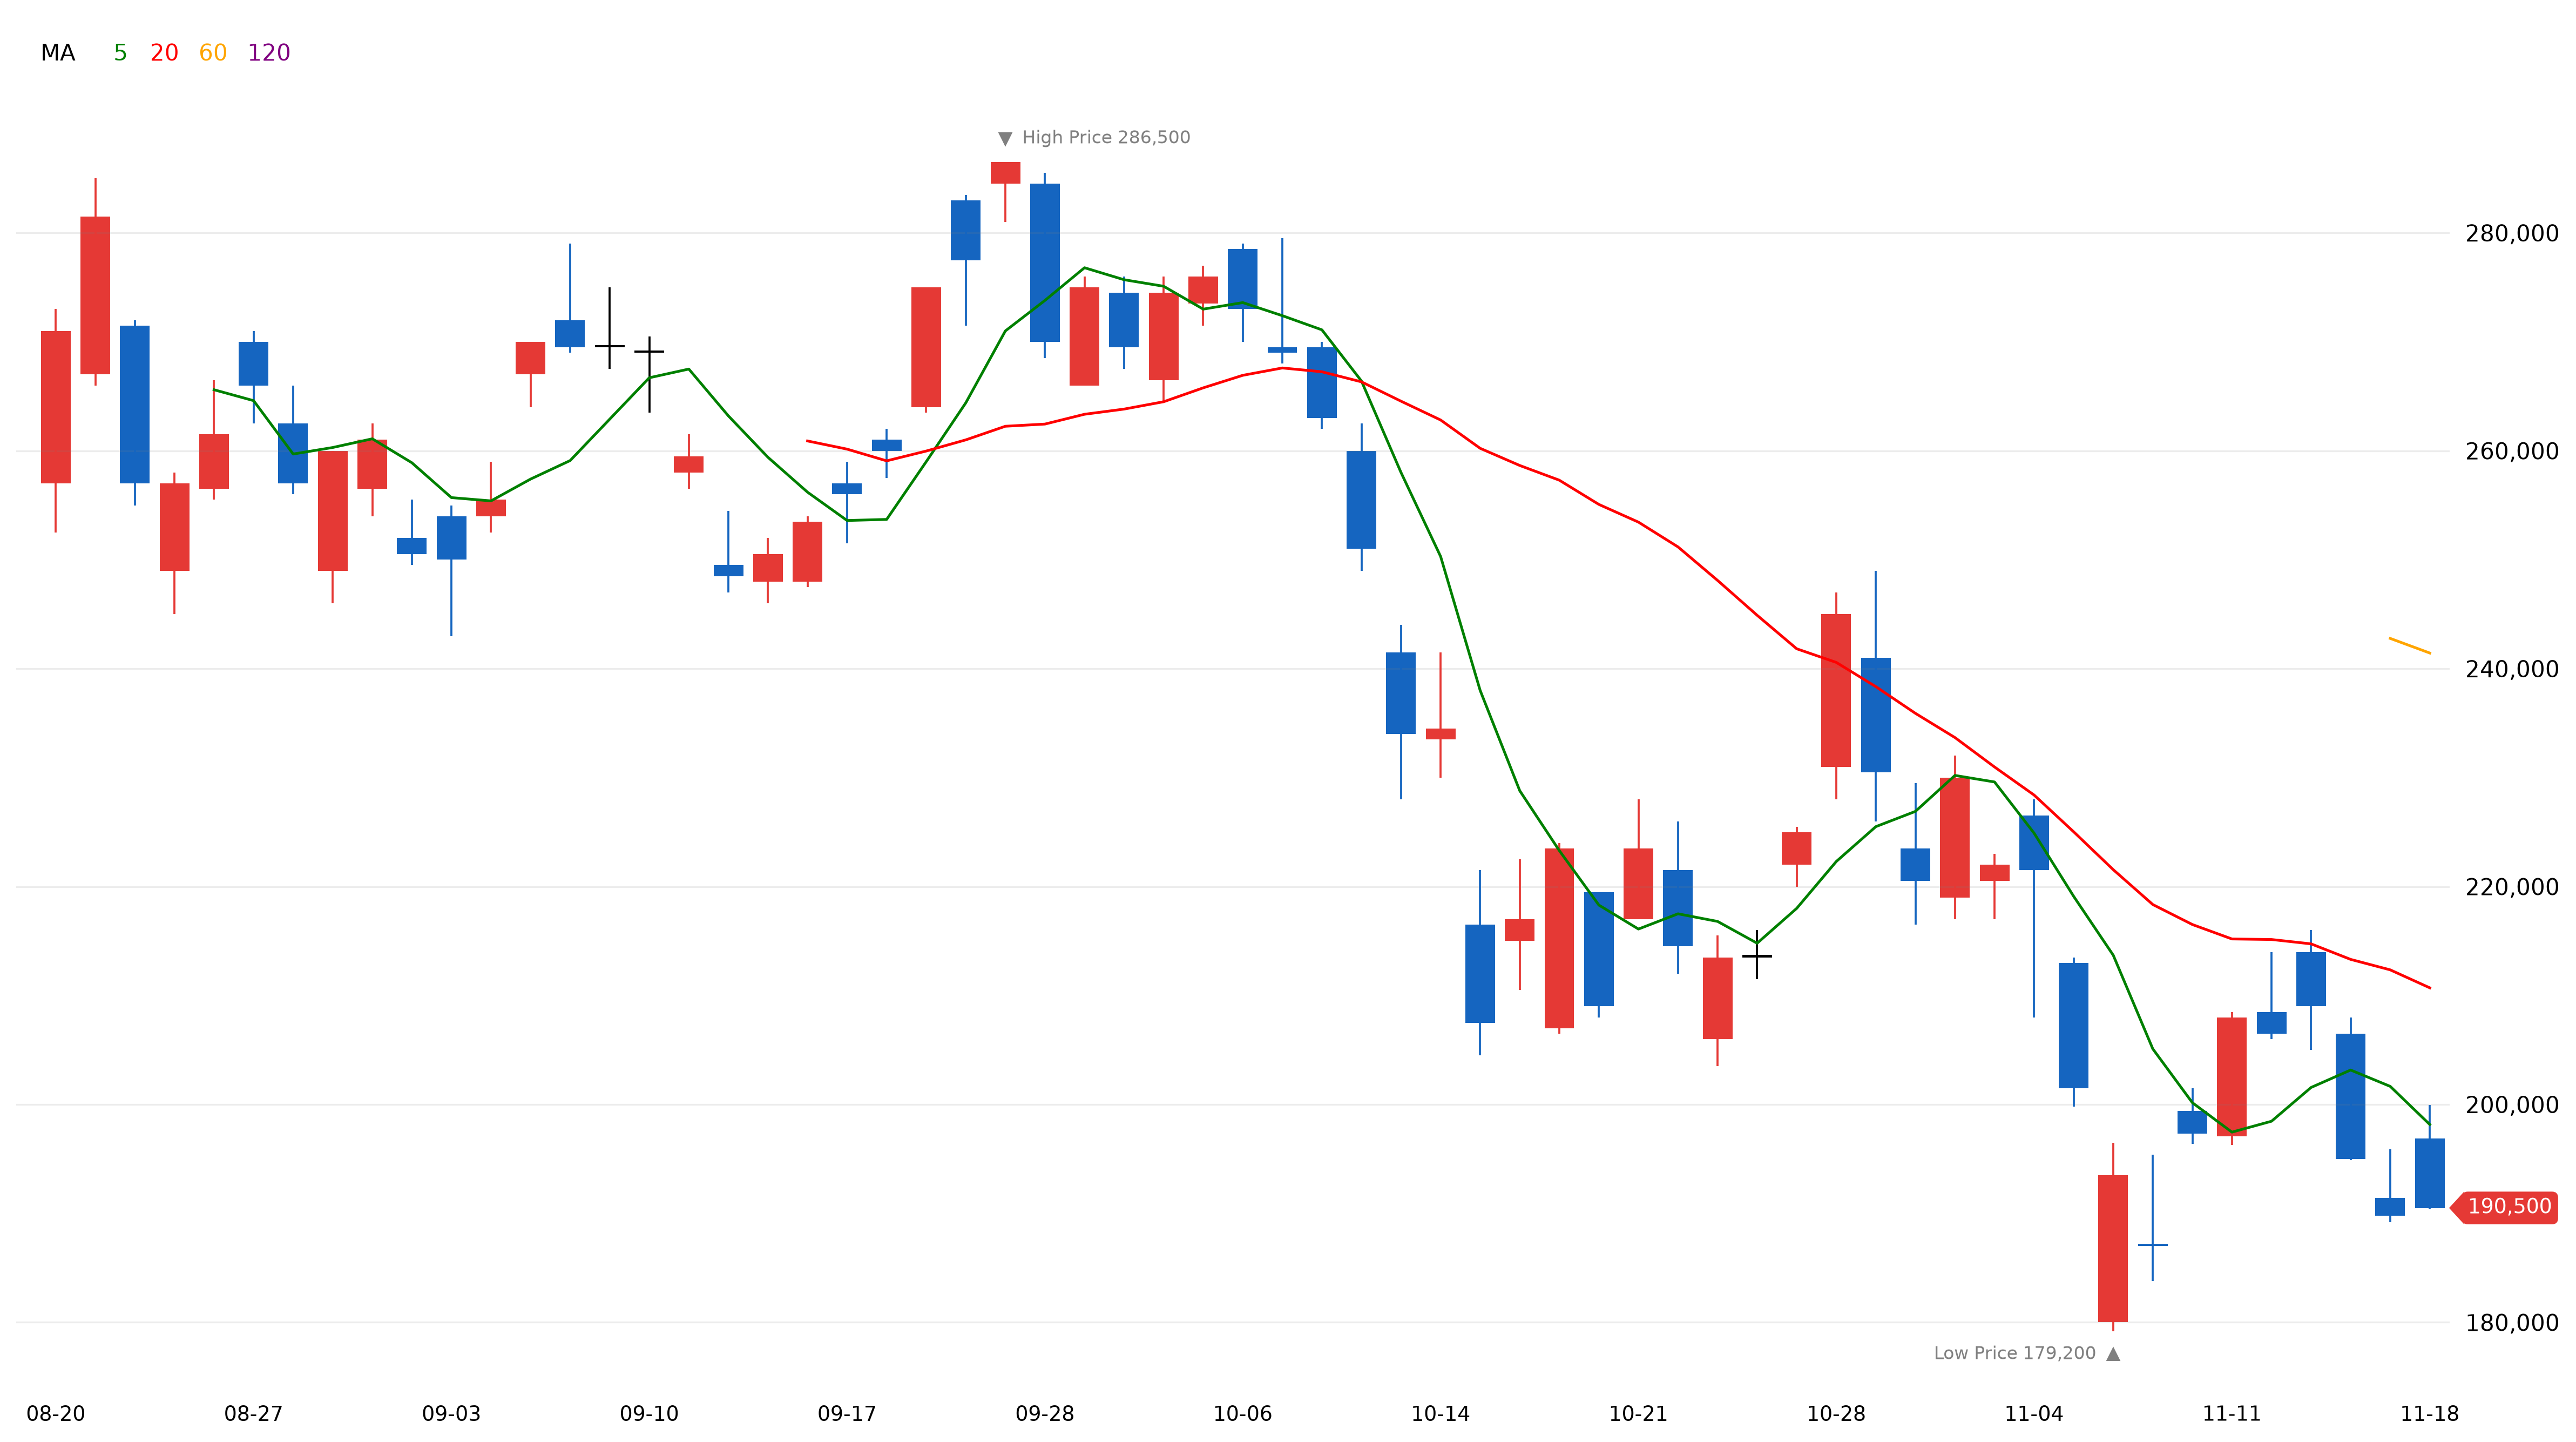 MA 5 20 60 120
▼ High Price 286,500
280,000
260,000
240,000
220,000
200,000
190,500
180,000
Low Price 179,200 ▲
08-20 08-27 09-03 09-10 09-17 09-28 10-06 10-14 10-21 10-28 11-04 11-11 11-18